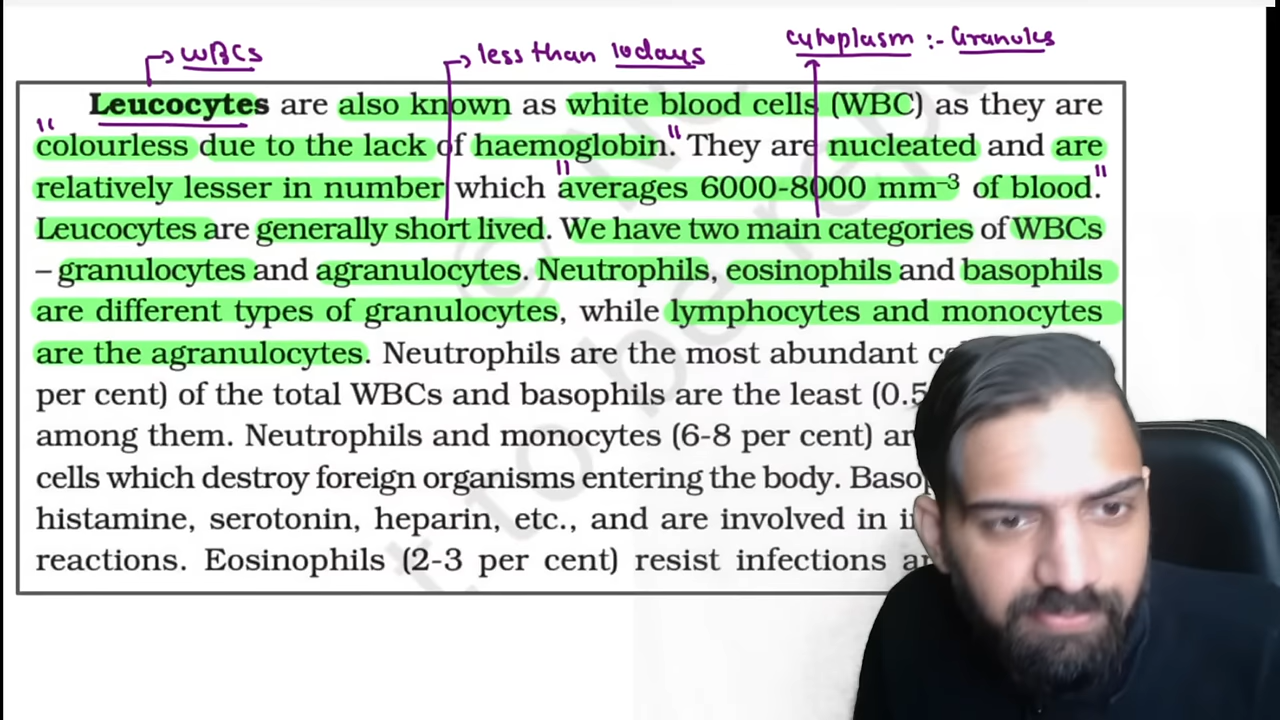 WBCs
less than 10days
cytoplasm :- Granules
Leucocytes are also known as white blood cells (WBC) as they are
"colourless due to the lack of haemoglobin." They are nucleated and are
relatively lesser in number which "averages 6000-8000 mm⁻³ of blood."
Leucocytes are generally short lived. We have two main categories of WBCs
– granulocytes and agranulocytes. Neutrophils, eosinophils and basophils
are different types of granulocytes, while lymphocytes and monocytes
are the agranulocytes. Neutrophils are the most abundant
per cent) of the total WBCs and basophils are the least (0.5
among them. Neutrophils and monocytes (6-8 per cent)
cells which destroy foreign organisms entering the body.
histamine, serotonin, heparin, etc., and are involved in
reactions. Eosinophils (2-3 per cent) resist infections